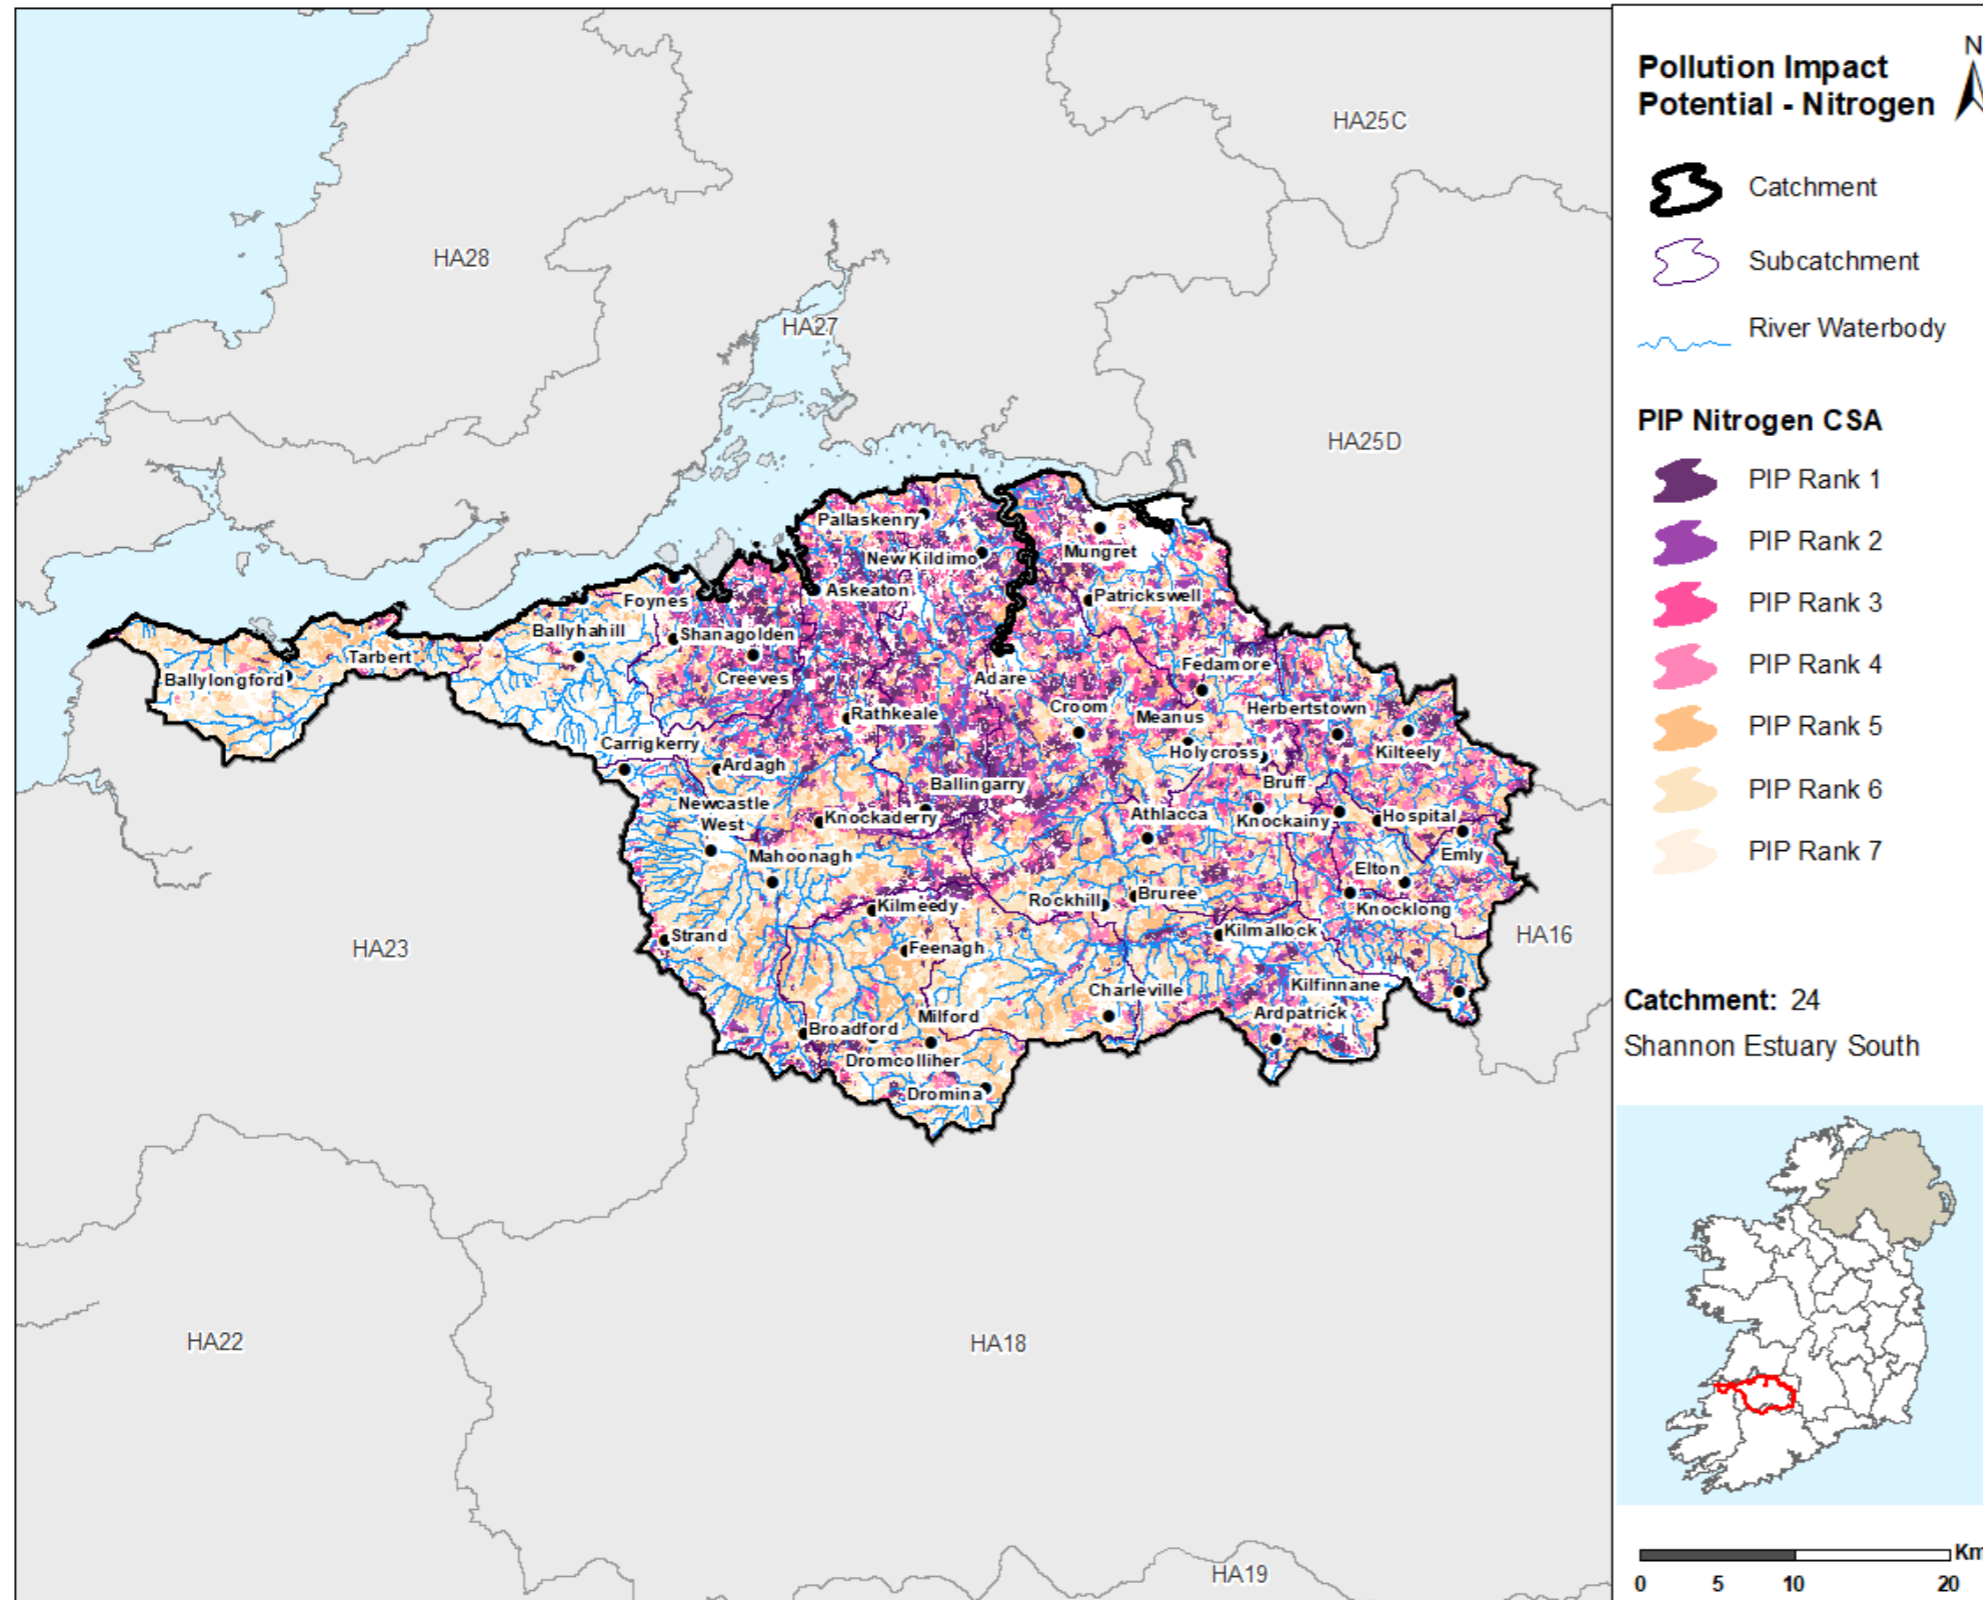 HA25C
HA28
HA27
HA25D
Pallaskenry
New Kildimo
Mungret
Askeaton
Patrickswell
Foynes
Ballyhahill
Shanagolden
Tarbert
Ballylongford
Creeves
Adare
Fedamore
Rathkeale
Croom
Meanus
Herbertstown
Carrigkerry
Holycross
Kilteely
Ardagh
Ballingarry
Bruff
Newcastle
West
Knockaderry
Athlacca
Knockainy
Hospital
Mahoonagh
Emly
Elton
Kilmeedy
Rockhill
Bruree
Knocklong
Strand
Kilmallock
Feenagh
HA23
HA16
Charleville
Kilfinnane
Milford
Ardpatrick
Broadford
Dromcolliher
Dromina
HA22
HA18
HA19
Pollution Impact
Potential - Nitrogen
N
Catchment
Subcatchment
River Waterbody
PIP Nitrogen CSA
PIP Rank 1
PIP Rank 2
PIP Rank 3
PIP Rank 4
PIP Rank 5
PIP Rank 6
PIP Rank 7
Catchment: 24
Shannon Estuary South
Km
0 5 10 20